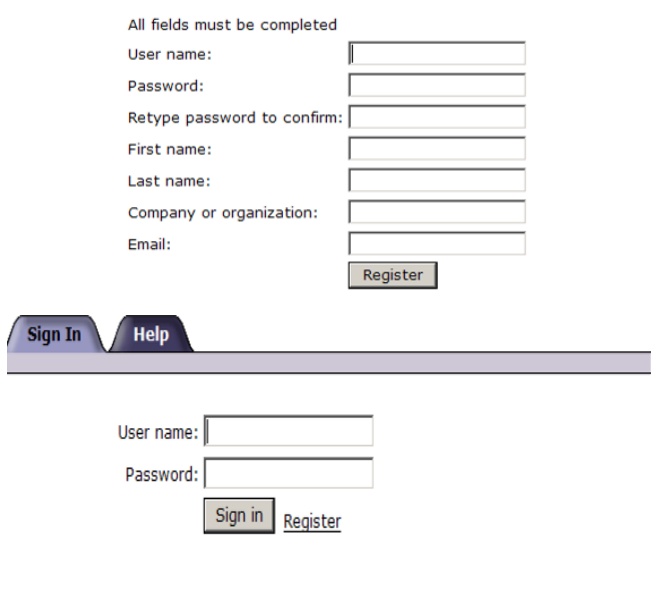 All fields must be completed
User name:
Password:
Retype password to confirm:
First name:
Last name:
Company or organization:
Email:
Register
Sign In Help
User name:
Password:
Sign in Register